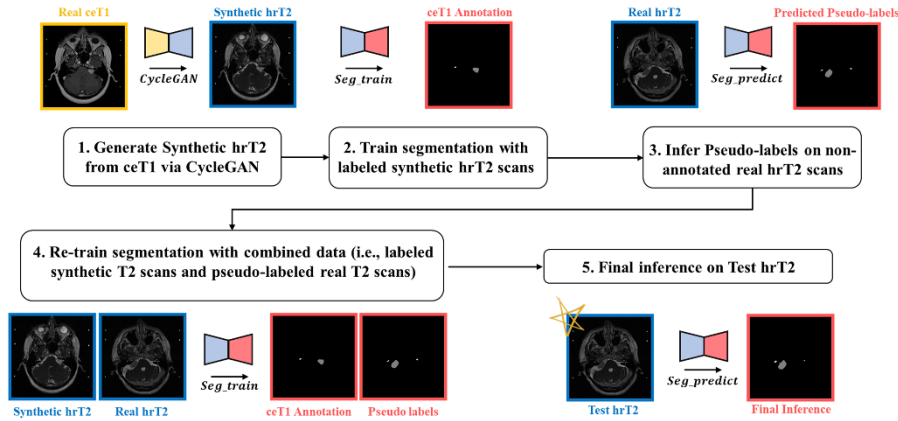 Real ceT1
Synthetic hrT2
ceT1 Annotation
Real hrT2
Predicted Pseudo-labels
CycleGAN
Seg_train
Seg_predict
1. Generate Synthetic hrT2
from ceT1 via CycleGAN
2. Train segmentation with
labeled synthetic hrT2 scans
3. Infer Pseudo-labels on non-
annotated real hrT2 scans
4. Re-train segmentation with combined data (i.e., labeled
synthetic T2 scans and pseudo-labeled real T2 scans)
5. Final inference on Test hrT2
Seg_train
Seg_predict
Synthetic hrT2
Real hrT2
ceT1 Annotation
Pseudo labels
Test hrT2
Final Inference